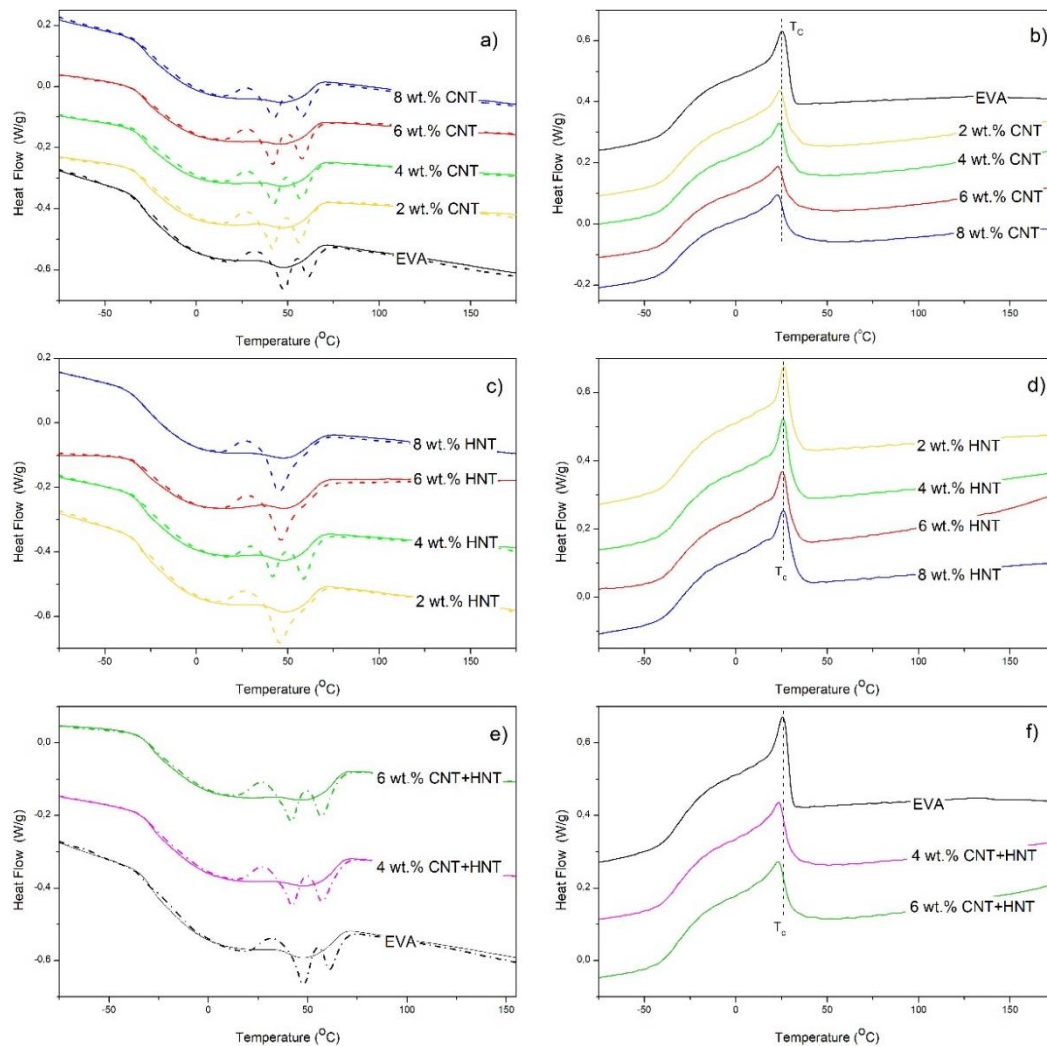 a)
0,2
0,0
-0,2
-0,4
-0,6
Heat Flow (W/g)
8 wt.% CNT
6 wt.% CNT
4 wt.% CNT
2 wt.% CNT
EVA
-50 0 50 100 150
Temperature (°C)
b)
Tc
0,6
0,4
0,2
0,0
-0,2
Heat Flow (W/g)
EVA
2 wt.% CNT
4 wt.% CNT
6 wt.% CNT
8 wt.% CNT
-50 0 50 100 150
Temperature (°C)
c)
0,2
0,0
-0,2
-0,4
-0,6
Heat Flow (W/g)
8 wt.% HNT
6 wt.% HNT
4 wt.% HNT
2 wt.% HNT
-50 0 50 100 150
Temperature (°C)
d)
0,6
0,4
0,2
0,0
Heat Flow (W/g)
2 wt.% HNT
4 wt.% HNT
6 wt.% HNT
8 wt.% HNT
Tc
-50 0 50 100 150
Temperature (°C)
e)
0,0
-0,2
-0,4
-0,6
Heat Flow (W/g)
6 wt.% CNT+HNT
4 wt.% CNT+HNT
EVA
-50 0 50 100 150
Temperature (°C)
f)
0,6
0,4
0,2
0,0
Heat Flow (W/g)
EVA
4 wt.% CNT+HNT
6 wt.% CNT+HNT
Tc
-50 0 50 100 150
Temperature (°C)